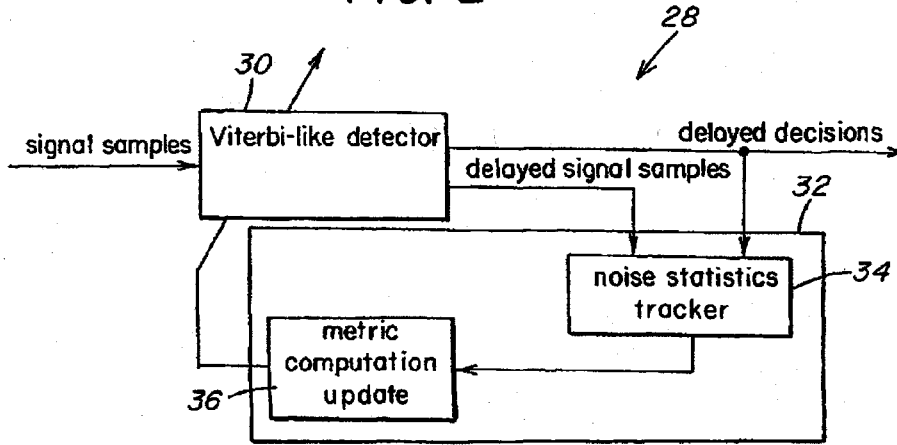 28
30
Viterbi-like detector
signal samples
delayed decisions
delayed signal samples
32
noise statistics
tracker
34
metric
computation
update
36